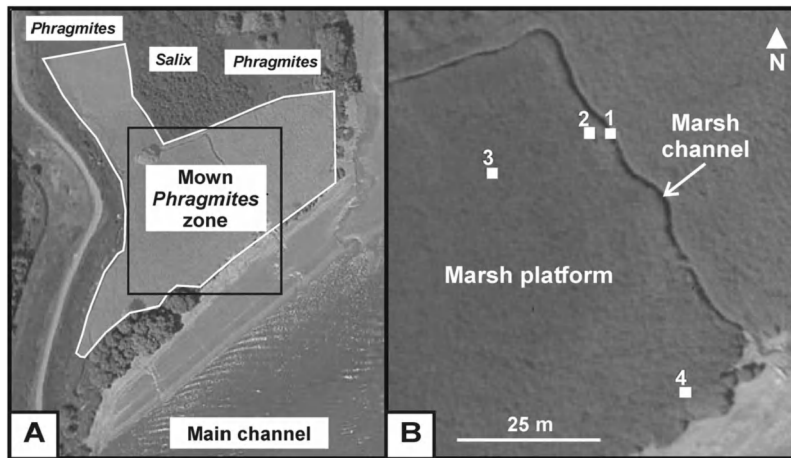 Phragmites
Salix
Phragmites
Mown
Phragmites
zone
Main channel
A
N
2 1
3
Marsh
channel
Marsh platform
4
25 m
B